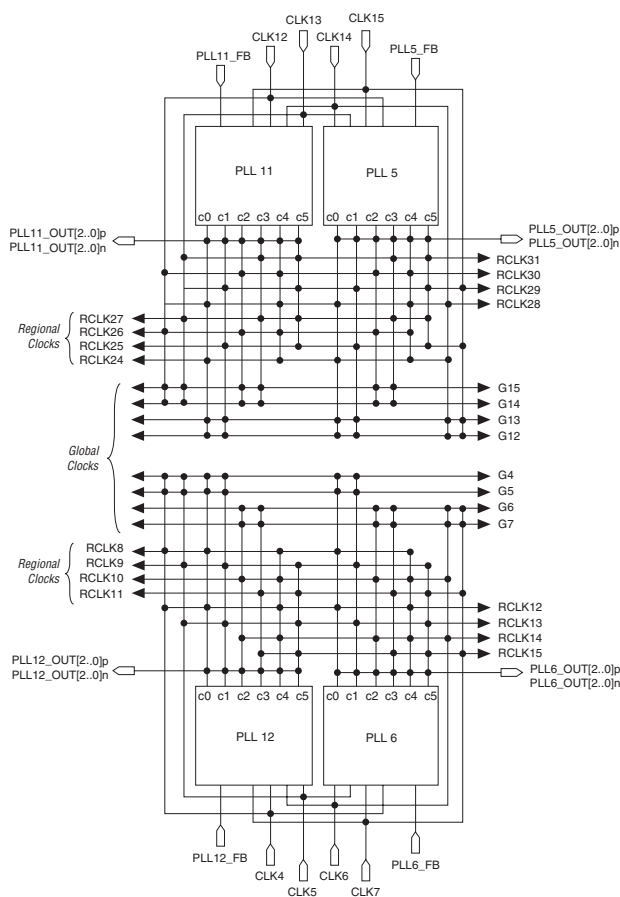 CLK13
CLK15
CLK12
CLK14
PLL11_FB
PLL5_FB
PLL 11
PLL 5
c0 c1 c2 c3 c4 c5
c0 c1 c2 c3 c4 c5
PLL11_OUT[2..0]p
PLL11_OUT[2..0]n
PLL5_OUT[2..0]p
PLL5_OUT[2..0]n
RCLK31
RCLK30
RCLK29
RCLK28
Regional
Clocks
RCLK27
RCLK26
RCLK25
RCLK24
G15
G14
G13
G12
Global
Clocks
G4
G5
G6
G7
Regional
Clocks
RCLK8
RCLK9
RCLK10
RCLK11
RCLK12
RCLK13
RCLK14
RCLK15
PLL12_OUT[2..0]p
PLL12_OUT[2..0]n
PLL6_OUT[2..0]p
PLL6_OUT[2..0]n
c0 c1 c2 c3 c4 c5
c0 c1 c2 c3 c4 c5
PLL 12
PLL 6
PLL12_FB
PLL6_FB
CLK4
CLK6
CLK5
CLK7